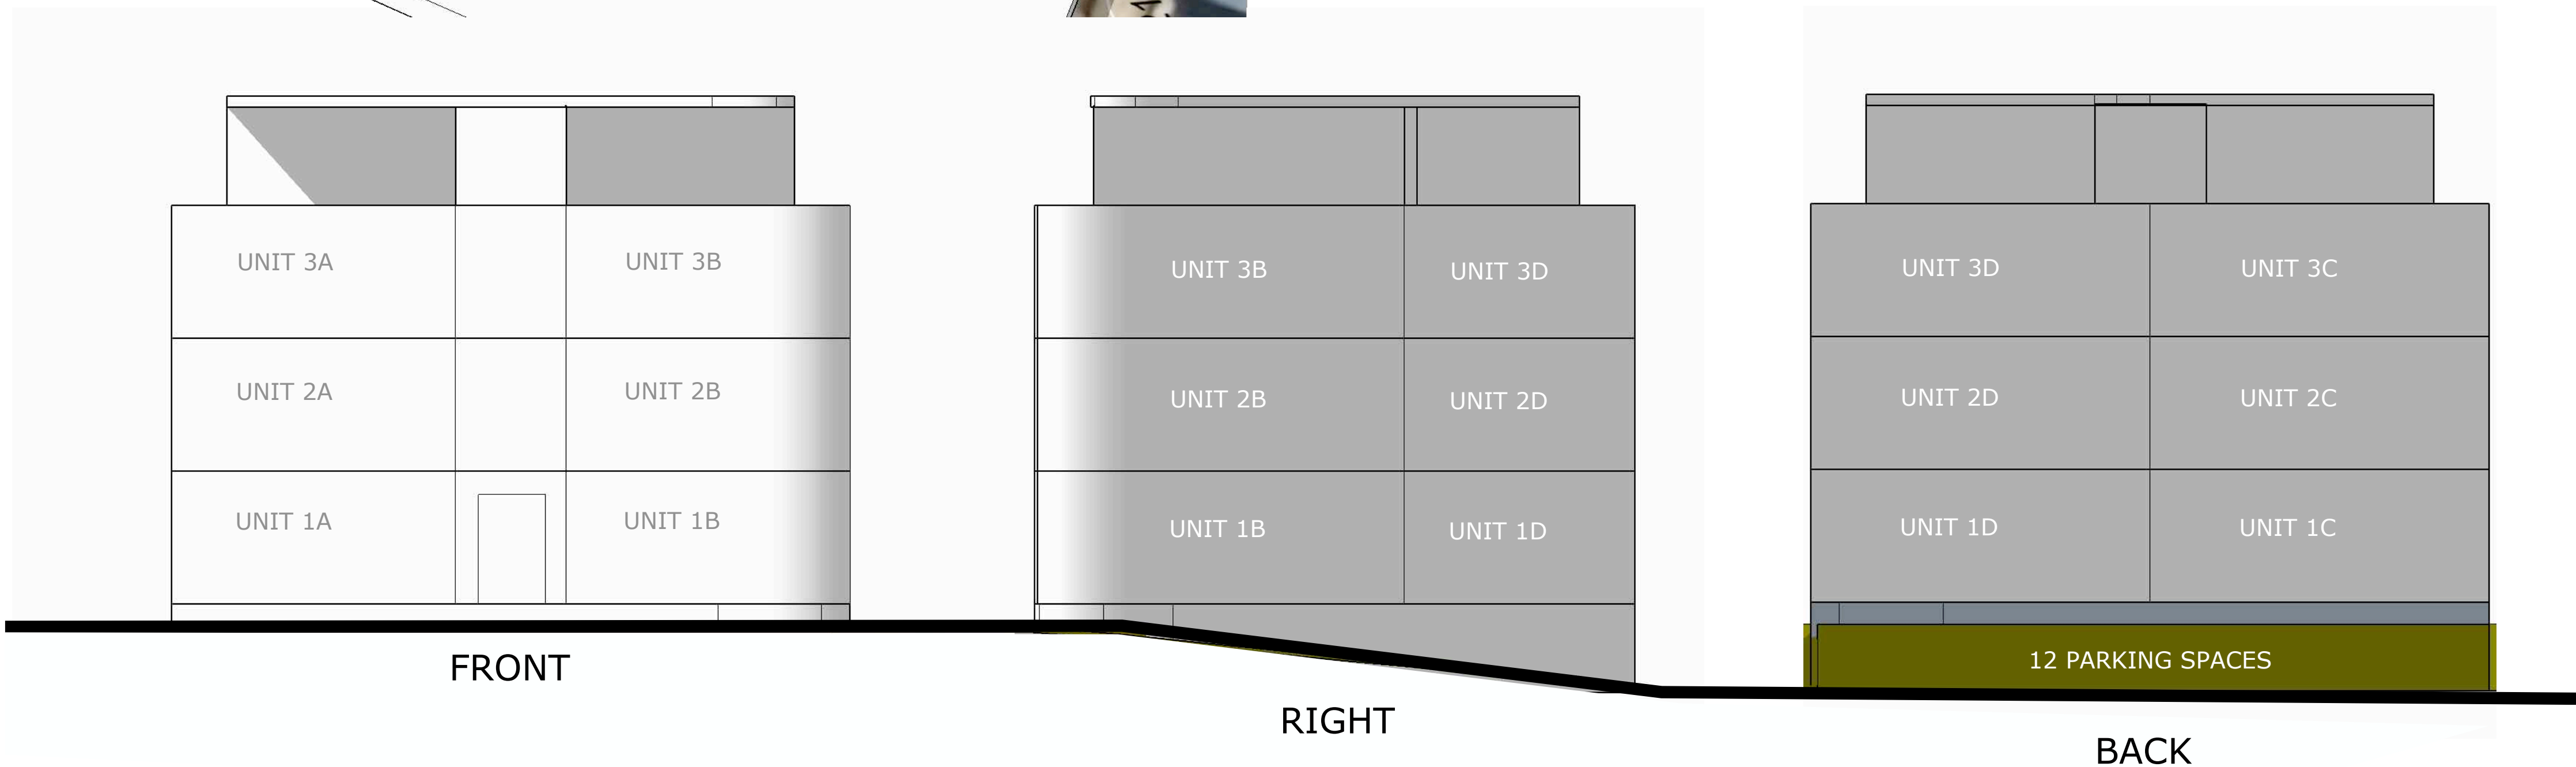 UNIT 3A
UNIT 3B
UNIT 2A
UNIT 2B
UNIT 1A
UNIT 1B
FRONT
UNIT 3B
UNIT 3D
UNIT 2B
UNIT 2D
UNIT 1B
UNIT 1D
RIGHT
UNIT 3D
UNIT 3C
UNIT 2D
UNIT 2C
UNIT 1D
UNIT 1C
12 PARKING SPACES
BACK